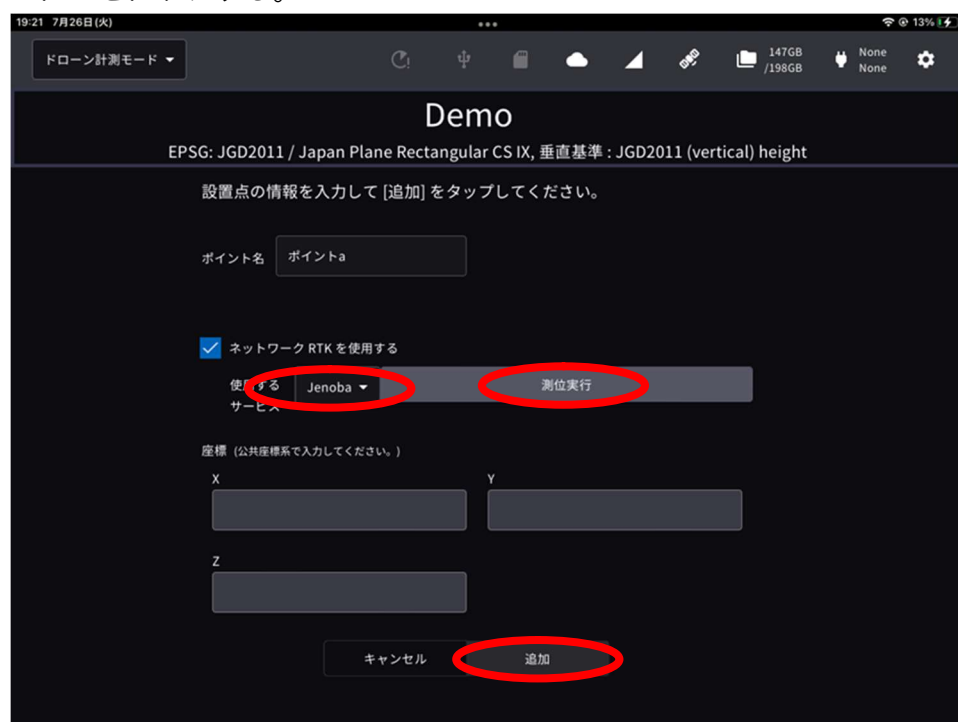 19:21 7月26日(火)
13%
ドローン計測モード
147GB
/198GB
None
None
Demo
EPSG: JGD2011 / Japan Plane Rectangular CS IX, 垂直基準 : JGD2011 (vertical) height
設置点の情報を入力して [追加] をタップしてください。
ポイント名 ポイントa
ネットワーク RTK を使用する
使用する
サービス
Jenoba
測位実行
座標 (公共座標系で入力してください。)
X Y
Z
キャンセル 追加